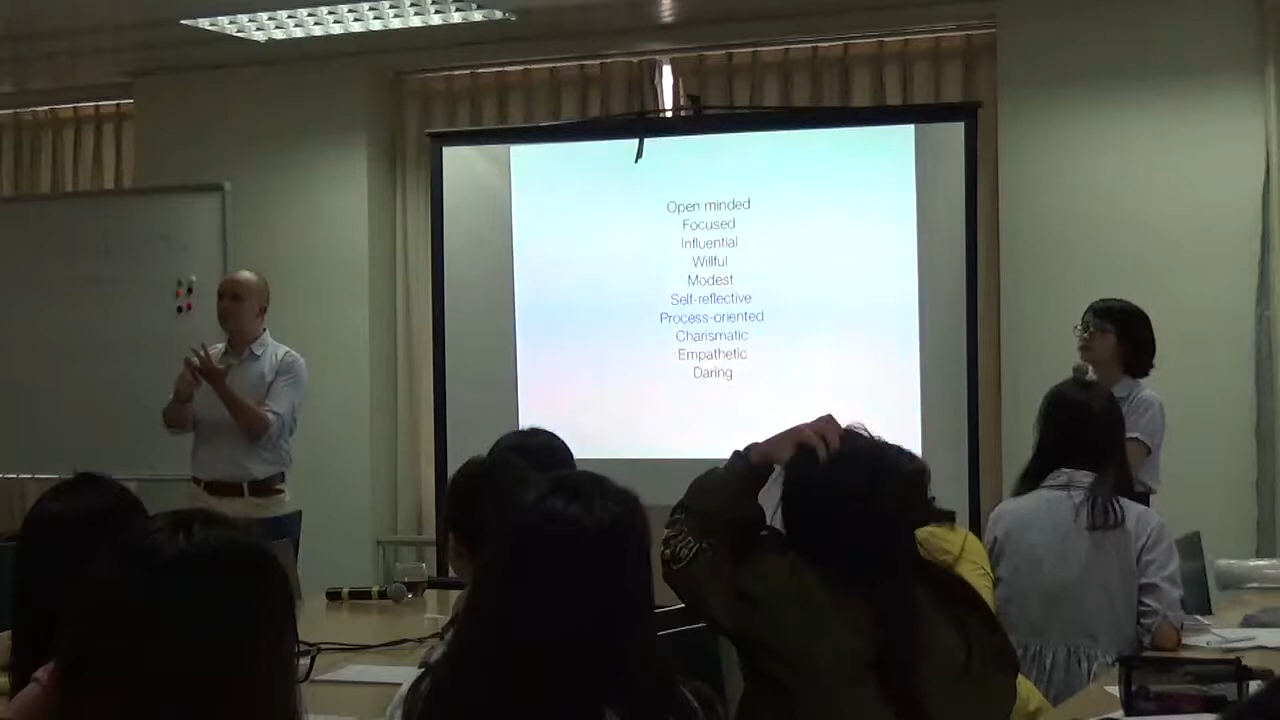 Open minded
Focused
Influential
Willful
Modest
Self-reflective
Process-oriented
Charismatic
Empathetic
Daring